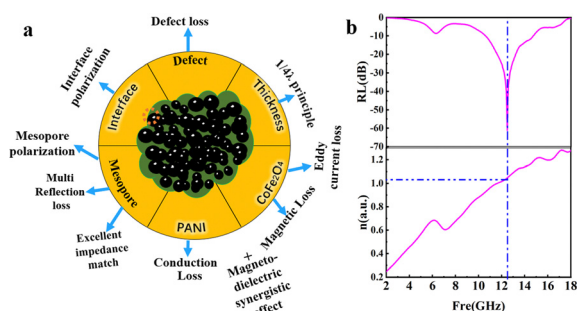 a
Defect loss
Interface
polarization
Defect
1/4λ principle
Interface
Thickness
Mesopore
polarization
Eddy
current loss
Multi
Reflection
loss
Mesopore
CoFe₂O₄
Magnetic Loss
PANI
Excellent
impedance
match
Conduction
Loss
+
Magneto-
dielectric
synergistic
b
RL(dB)
0
-10
-20
-30
-40
-50
-60
-70
n(a.u.)
1.2
1.0
0.8
0.6
0.4
0.2
2 4 6 8 10 12 14 16 18
Fre(GHz)